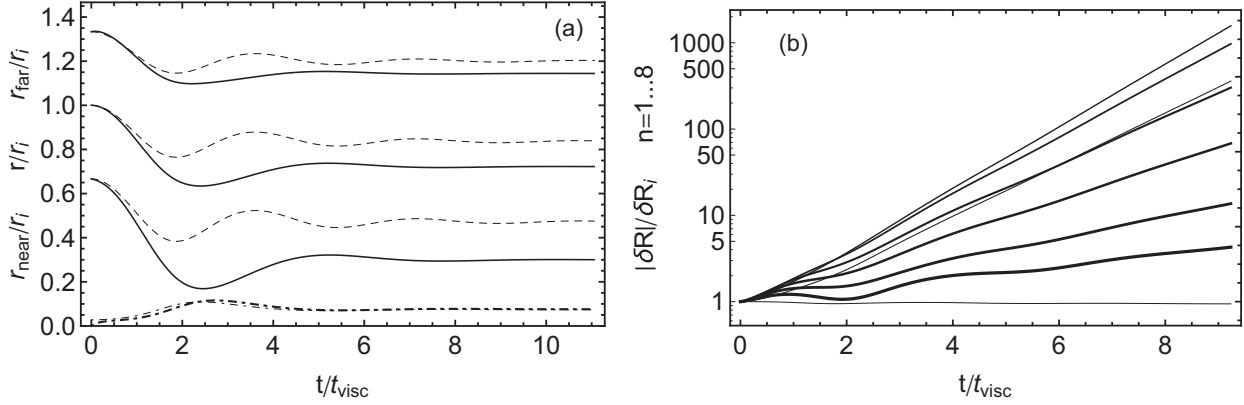 (a)
r_far/r_i
r/r_i
r_near/r_i
1.4
1.2
1.0
0.8
0.6
0.4
0.2
0.0
0 2 4 6 8 10
t/t_visc
(b)
|δR|/δR_i n=1...8
1000
500
100
50
10
5
1
0 2 4 6 8
t/t_visc